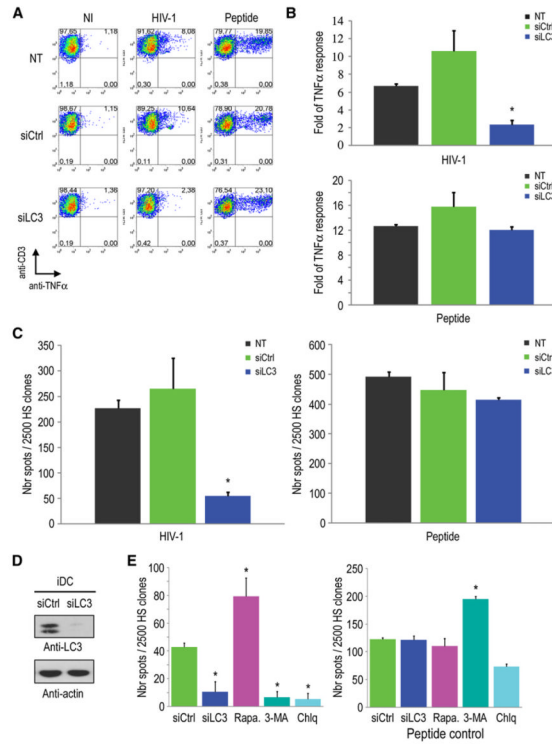 A
NI
HIV-1
Peptide
NT
97,65
1,18
91,62
8,08
79,77
19,85
1,18
0,00
0,30
0,00
0,38
0,00
siCtrl
98,67
1,15
89,25
10,64
78,90
20,78
0,19
0,00
0,11
0,00
0,31
0,00
siLC3
98,44
1,36
97,20
2,38
76,54
23,10
0,19
0,00
0,42
0,00
0,37
0,00
anti-CD3
anti-TNFα
B
Fold of TNFα response
14
12
10
8
6
4
2
0
*
NT
siCtrl
siLC3
HIV-1
Fold of TNFα response
20
16
12
8
4
0
NT
siCtrl
siLC3
Peptide
C
Nbr spots / 2500 HS clones
350
300
250
200
150
100
50
0
*
NT
siCtrl
siLC3
HIV-1
Nbr spots / 2500 HS clones
600
500
400
300
200
100
0
NT
siCtrl
siLC3
Peptide
D
iDC
siCtrl siLC3
Anti-LC3
Anti-actin
E
Nbr spots / 2500 HS clones
100
80
60
40
20
0
* * * *
siCtrl siLC3 Rapa. 3-MA Chlq
Nbr spots / 2500 HS clones
250
200
150
100
50
0
*
siCtrl siLC3 Rapa. 3-MA Chlq
Peptide control